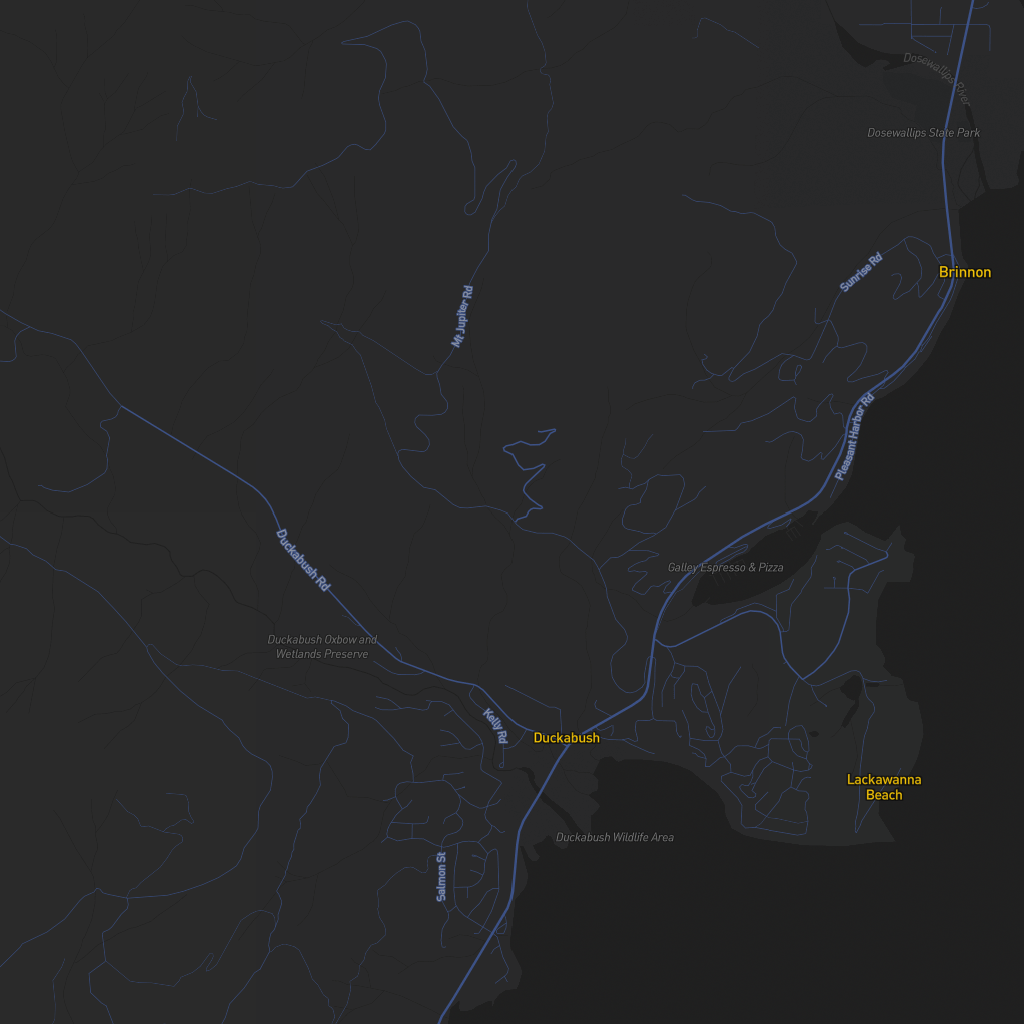 Dosewallips River
Dosewallips State Park
Sunrise Rd
Brinnon
Mt Jupiter Rd
Pleasant Harbor Rd
Duckabush Rd
Galley Espresso & Pizza
Duckabush Oxbow and
Wetlands Preserve
Kelly Rd
Duckabush
Lackawanna
Beach
Duckabush Wildlife Area
Salmon St